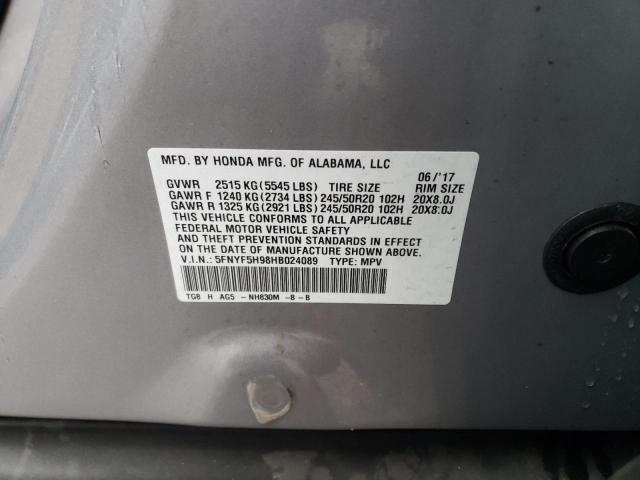 MFD. BY HONDA MFG. OF ALABAMA, LLC 06/'17
GVWR 2515 KG(5545 LBS) TIRE SIZE RIM SIZE
GAWR F 1240 KG(2734 LBS)245/50R20 102H 20X8.0J
GAWR R 1325 KG(2921 LBS)245/50R20 102H 20X8.0J
THIS VEHICLE CONFORMS TO ALL APPLICABLE
FEDERAL MOTOR VEHICLE SAFETY
AND THEFT PREVENTION STANDARDS IN EFFECT
ON THE DATE OF MANUFACTURE SHOWN ABOVE.
V.I.N.: 5FNYF5H98HB024089 TYPE: MPV
TG8 H AG5 -NH830M -B-B